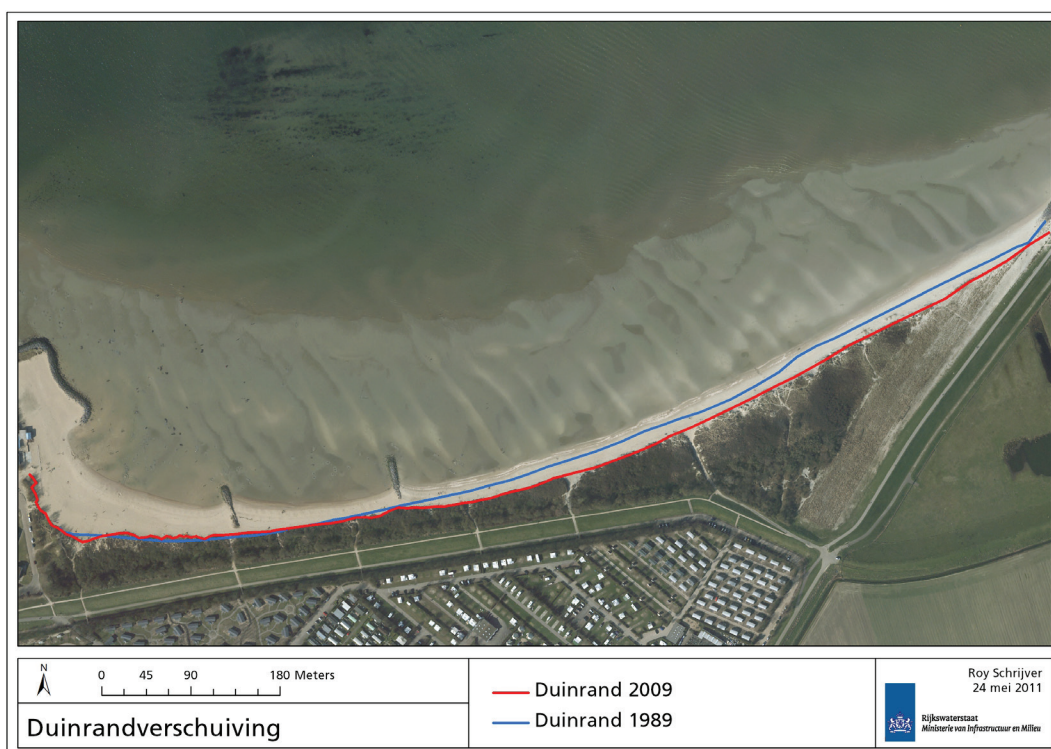 N
0 45 90 180 Meters
Duinrandverschuiving
Duinrand 2009
Duinrand 1989
Roy Schrijver
24 mei 2011
Rijkswaterstaat
Ministerie van Infrastructuur en Milieu